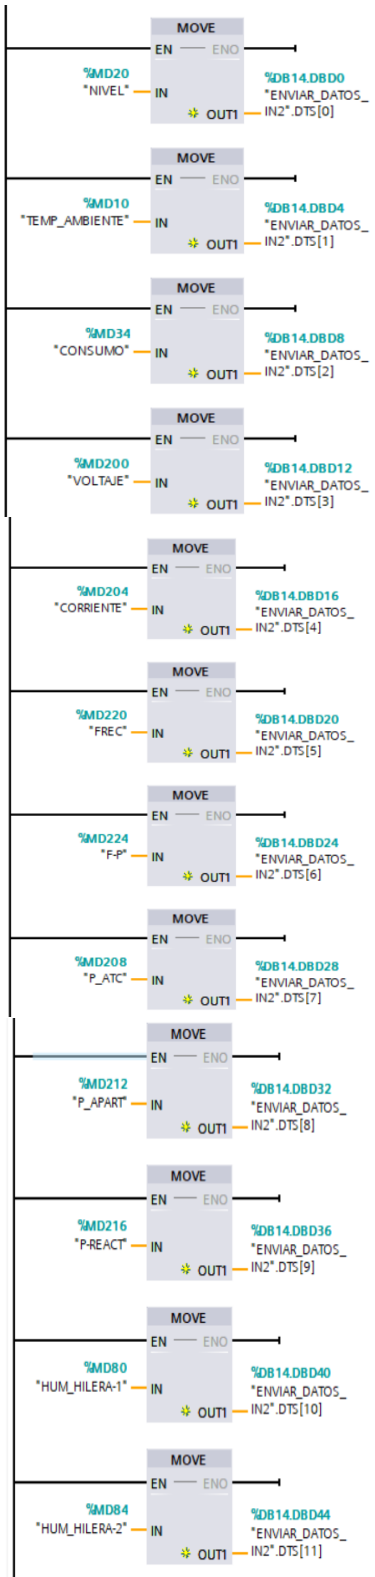 MOVE
EN ENO
%MD20
"NIVEL" IN
%DB14.DBD0
"ENVIAR_DATOS_
OUT1 IN2".DTS[0]
MOVE
EN ENO
%MD10
"TEMP_AMBIENTE" IN
%DB14.DBD4
"ENVIAR_DATOS_
OUT1 IN2".DTS[1]
MOVE
EN ENO
%MD34
"CONSUMO" IN
%DB14.DBD8
"ENVIAR_DATOS_
OUT1 IN2".DTS[2]
MOVE
EN ENO
%MD200
"VOLTAJE" IN
%DB14.DBD12
"ENVIAR_DATOS_
OUT1 IN2".DTS[3]
MOVE
EN ENO
%MD204
"CORRIENTE" IN
%DB14.DBD16
"ENVIAR_DATOS_
OUT1 IN2".DTS[4]
MOVE
EN ENO
%MD220
"FREC" IN
%DB14.DBD20
"ENVIAR_DATOS_
OUT1 IN2".DTS[5]
MOVE
EN ENO
%MD224
"F-P" IN
%DB14.DBD24
"ENVIAR_DATOS_
OUT1 IN2".DTS[6]
MOVE
EN ENO
%MD208
"P_ATC" IN
%DB14.DBD28
"ENVIAR_DATOS_
OUT1 IN2".DTS[7]
MOVE
EN ENO
%MD212
"P_APART" IN
%DB14.DBD32
"ENVIAR_DATOS_
OUT1 IN2".DTS[8]
MOVE
EN ENO
%MD216
"P-REACT" IN
%DB14.DBD36
"ENVIAR_DATOS_
OUT1 IN2".DTS[9]
MOVE
EN ENO
%MD80
"HUM_HILERA-1" IN
%DB14.DBD40
"ENVIAR_DATOS_
OUT1 IN2".DTS[10]
MOVE
EN ENO
%MD84
"HUM_HILERA-2" IN
%DB14.DBD44
"ENVIAR_DATOS_
OUT1 IN2".DTS[11]